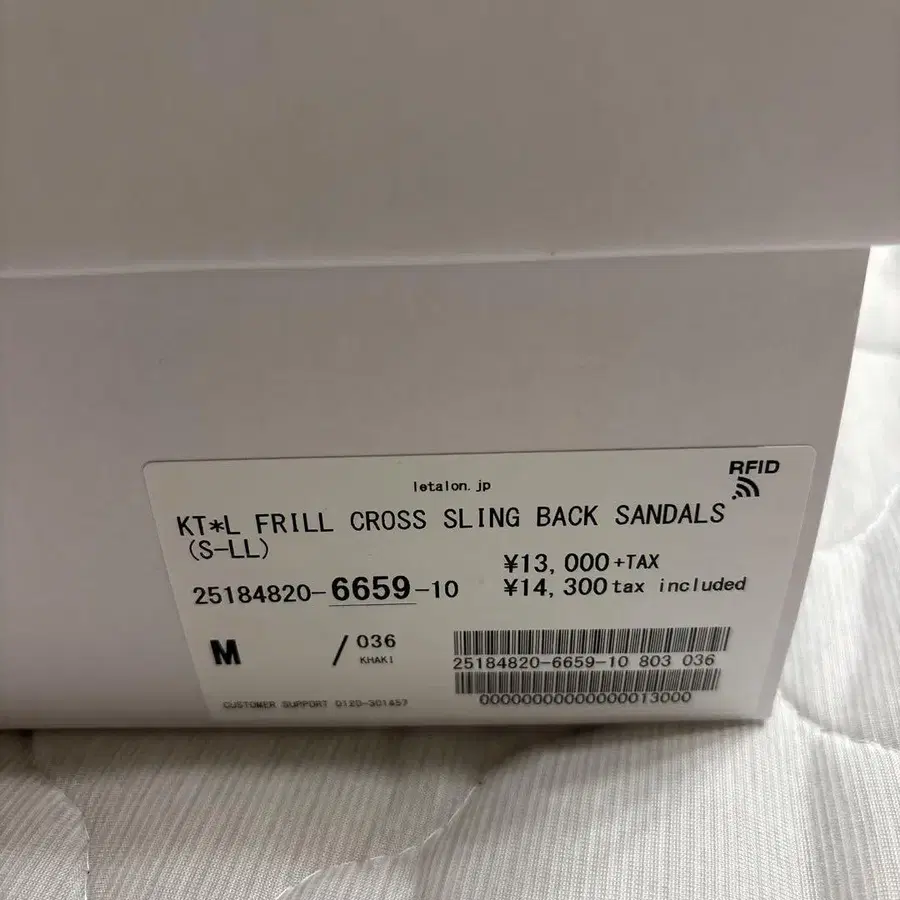 RFID
letalon.jp
KT*L FRILL CROSS SLING BACK SANDALS
(S-LL)
¥13,000+TAX
25184820-6659-10
¥14,300 tax included
M / 036
KHAKI
25184820-6659-10 803 036
00000000000000013000
CUSTOMER SUPPORT 0120-301457